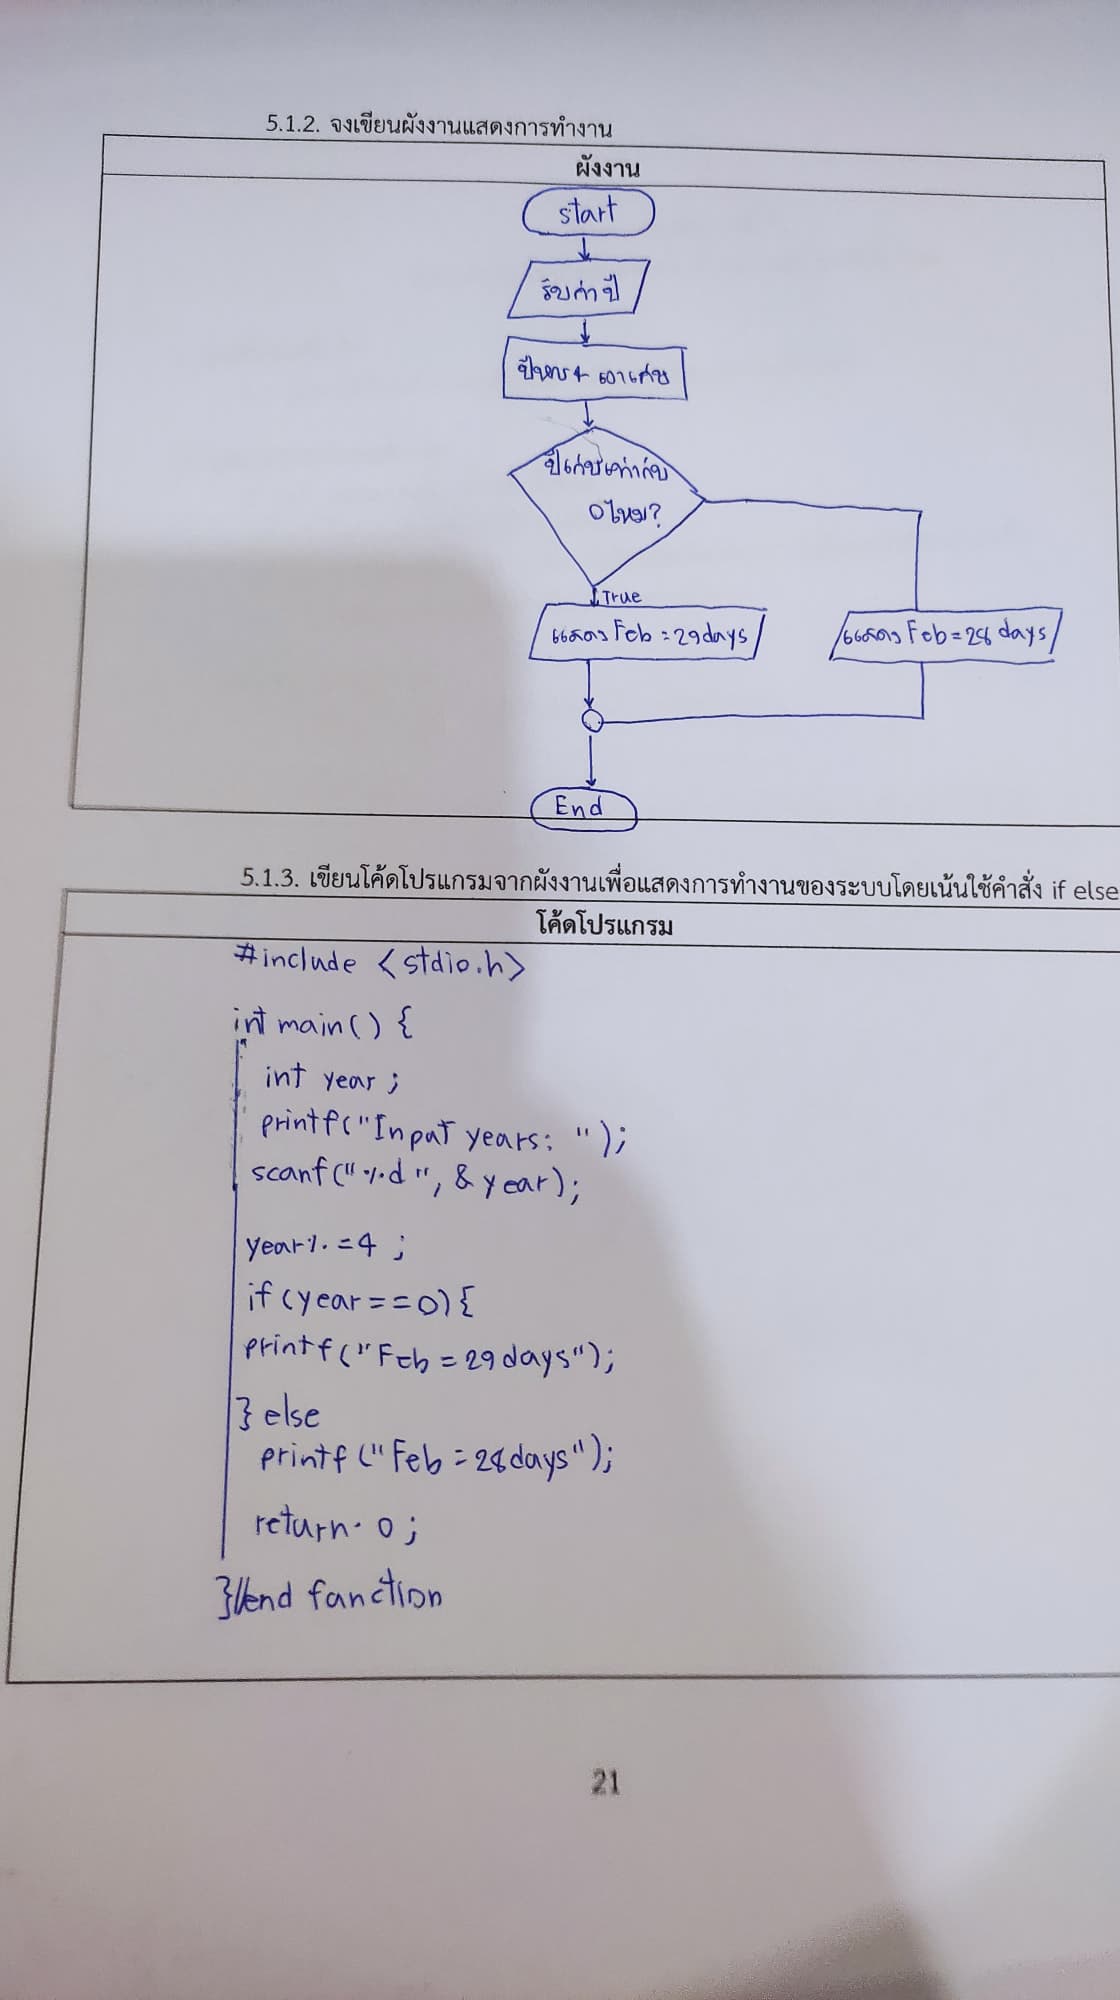 5.1.2. จงเขียนผังงานแสดงการทำงาน
ผังงาน
start
รับค่าปี
ปีหาร 4 เอาเศษ
ปีเศษเท่ากับ
0ไหม?
True
แสดง Feb = 29days
แสดง Feb = 28 days
End
5.1.3. เขียนโค้ดโปรแกรมจากผังงานเพื่อแสดงการทำงานของระบบโดยเน้นใช้คำสั่ง if else
โค้ดโปรแกรม
#include <stdio.h>
int main() {
int year ;
printf("Input years: ");
scanf("%d", &year);
year%=4 ;
if(year==0){
printf("Feb = 29days");
} else
printf("Feb = 28days");
return 0 ;
}//end function
21